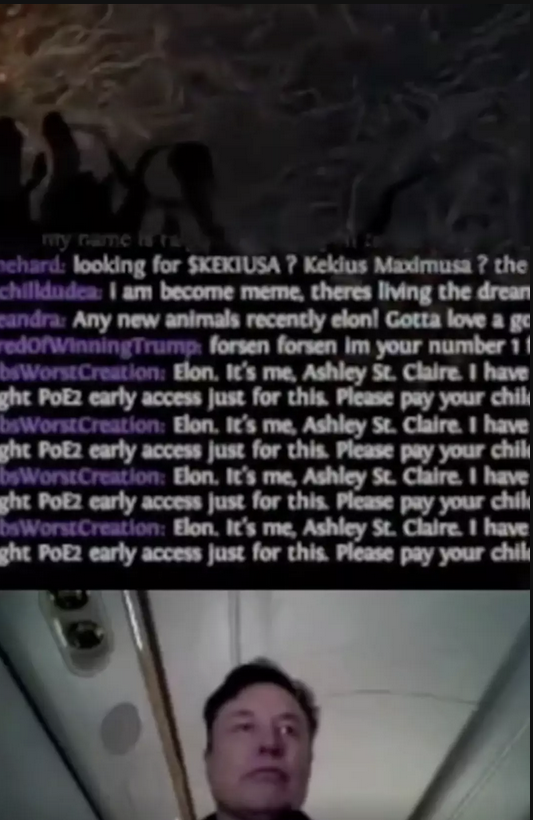 my name is
nehard: looking for $KEKIUSA ? Kekius Maximusa ? the
chilldudea: I am become meme, theres living the dream
eandra: Any new animals recently elon! Gotta love a go
redOfWinningTrump: forsen forsen im your number 1 f
bsWorstCreation: Elon. It's me, Ashley St. Claire. I have
ght PoE2 early access just for this. Please pay your chil
bsWorstCreation: Elon. It's me, Ashley St. Claire. I have
ght PoE2 early access just for this. Please pay your chil
bsWorstCreation: Elon. It's me, Ashley St. Claire. I have
ght PoE2 early access just for this. Please pay your chil
bsWorstCreation: Elon. It's me, Ashley St. Claire. I have
ght PoE2 early access just for this. Please pay your chil